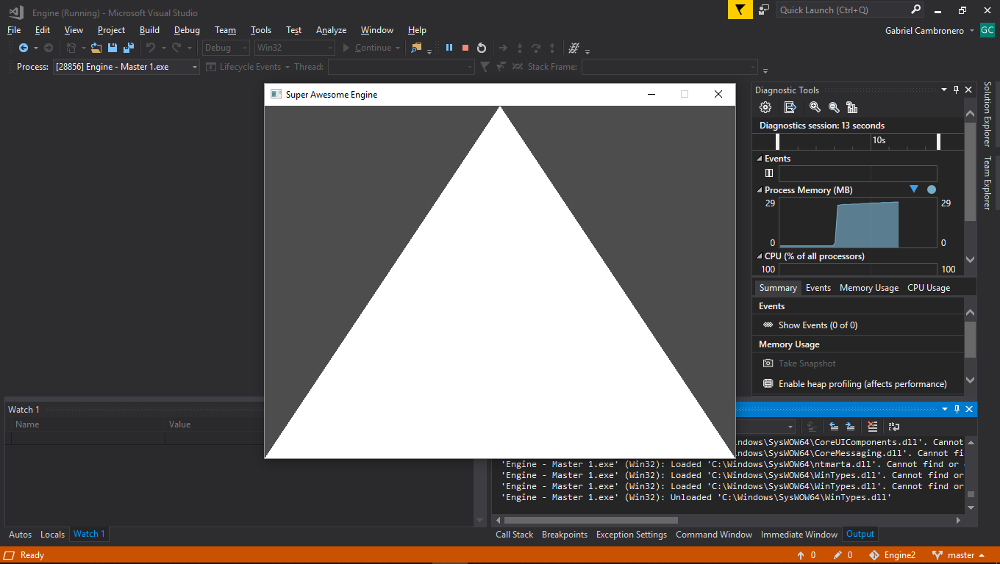 Engine (Running) - Microsoft Visual Studio
Quick Launch (Ctrl+Q)
File Edit View Project Build Debug Team Tools Test Analyze Window Help
Gabriel Cambronero GC
Debug Win32 Continue
Process: [28856] Engine - Master 1.exe Lifecycle Events Thread: Stack Frame:
Super Awesome Engine
Diagnostic Tools
Diagnostics session: 13 seconds
10s
Events
Process Memory (MB)
29 29
0 0
CPU (% of all processors)
100 100
Summary Events Memory Usage CPU Usage
Events
Show Events (0 of 0)
Memory Usage
Take Snapshot
Enable heap profiling (affects performance)
Solution Explorer
Team Explorer
Watch 1
Name Value
ndows\SysWOW64\CoreUIComponents.dll'. Cannot
ndows\SysWOW64\CoreMessaging.dll'. Cannot fi
'Engine - Master 1.exe' (Win32): Loaded 'C:\Windows\SysWOW64\ntmarta.dll'. Cannot find or
'Engine - Master 1.exe' (Win32): Loaded 'C:\Windows\SysWOW64\WinTypes.dll'. Cannot find or
'Engine - Master 1.exe' (Win32): Loaded 'C:\Windows\SysWOW64\WinTypes.dll'. Cannot find or
'Engine - Master 1.exe' (Win32): Unloaded 'C:\Windows\SysWOW64\WinTypes.dll'
Autos Locals Watch 1
Call Stack Breakpoints Exception Settings Command Window Immediate Window Output
Ready
0 0 Engine2 master